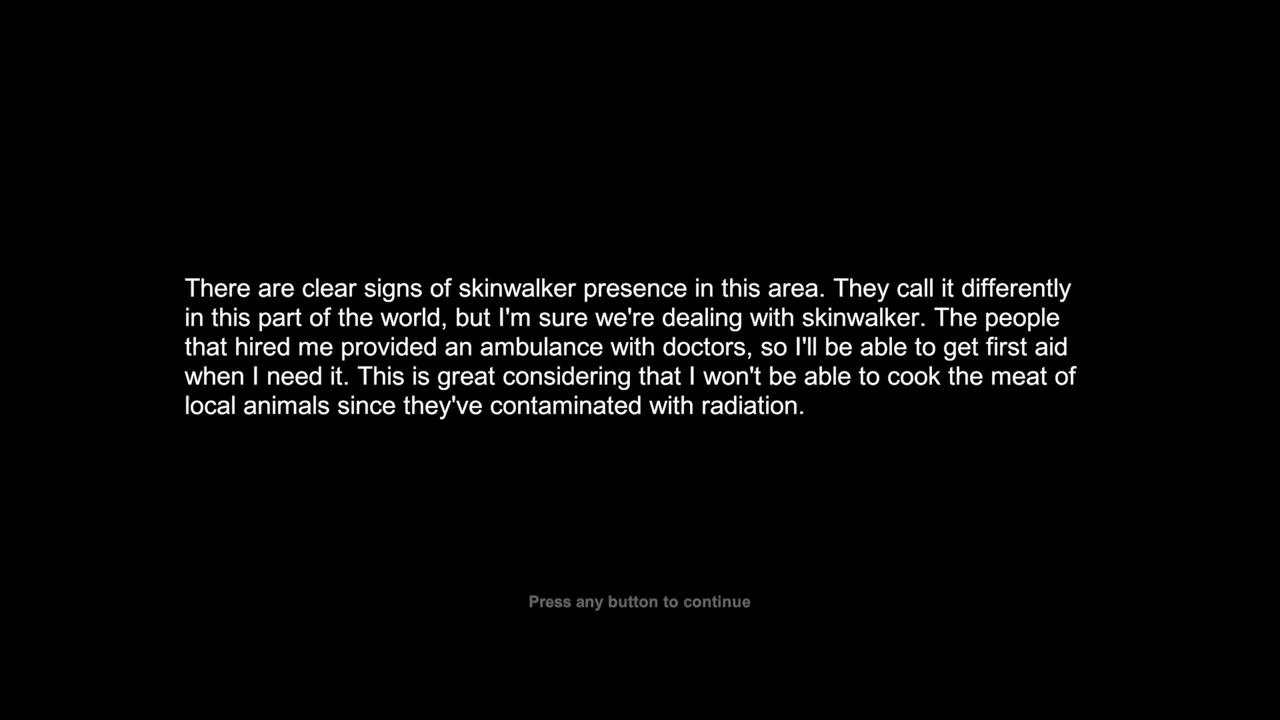 There are clear signs of skinwalker presence in this area. They call it differently
in this part of the world, but I'm sure we're dealing with skinwalker. The people
that hired me provided an ambulance with doctors, so I'll be able to get first aid
when I need it. This is great considering that I won't be able to cook the meat of
local animals since they've contaminated with radiation.
Press any button to continue